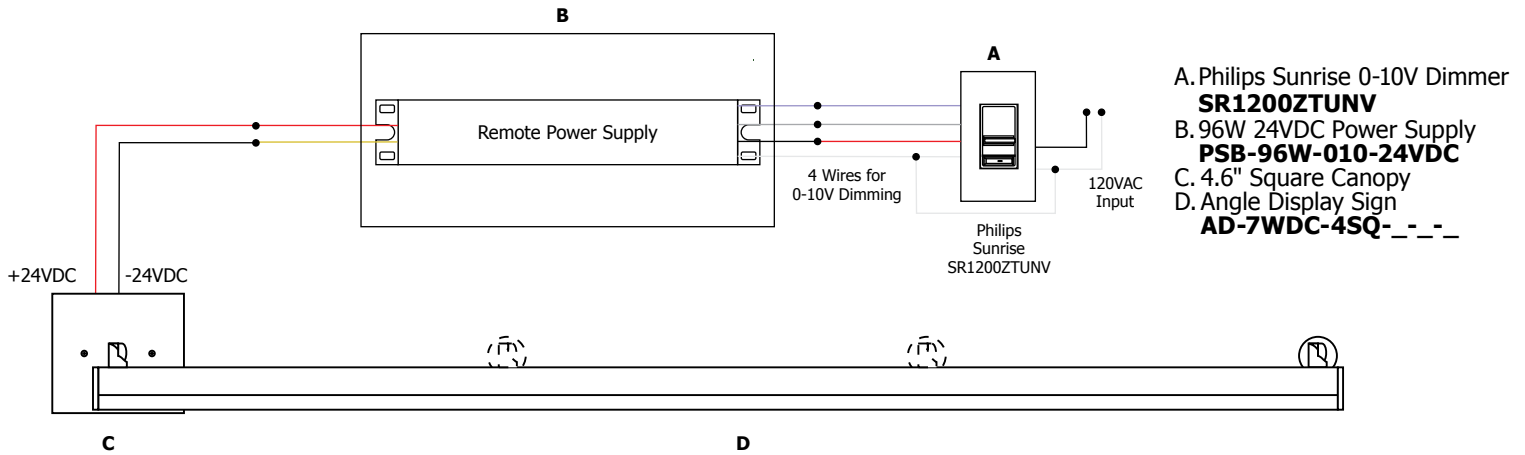 B
A
Remote Power Supply
4 Wires for
0-10V Dimming
120VAC
Input
Philips
Sunrise
SR1200ZTUNV
A. Philips Sunrise 0-10V Dimmer
SR1200ZTUNV
B. 96W 24VDC Power Supply
PSB-96W-010-24VDC
C. 4.6" Square Canopy
D. Angle Display Sign
AD-7WDC-4SQ-_-_-_
+24VDC
-24VDC
C
D